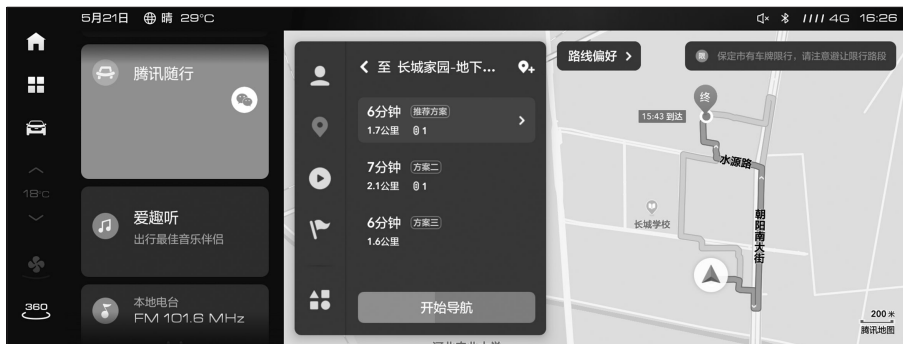 5月21日 晴 29°C
4G 16:26
腾讯随行
18°C
爱趣听
出行最佳音乐伴侣
360
本地电台
FM 101.6 MHz
至 长城家园-地下...
6分钟 推荐方案
1.7公里 1
7分钟 方案二
2.1公里 1
6分钟 方案三
1.6公里
开始导航
路线偏好
保定市有车牌限行，请注意避让限行路段
终
15:43 到达
水源路
长城学校
朝阳南大街
200 米
腾讯地图